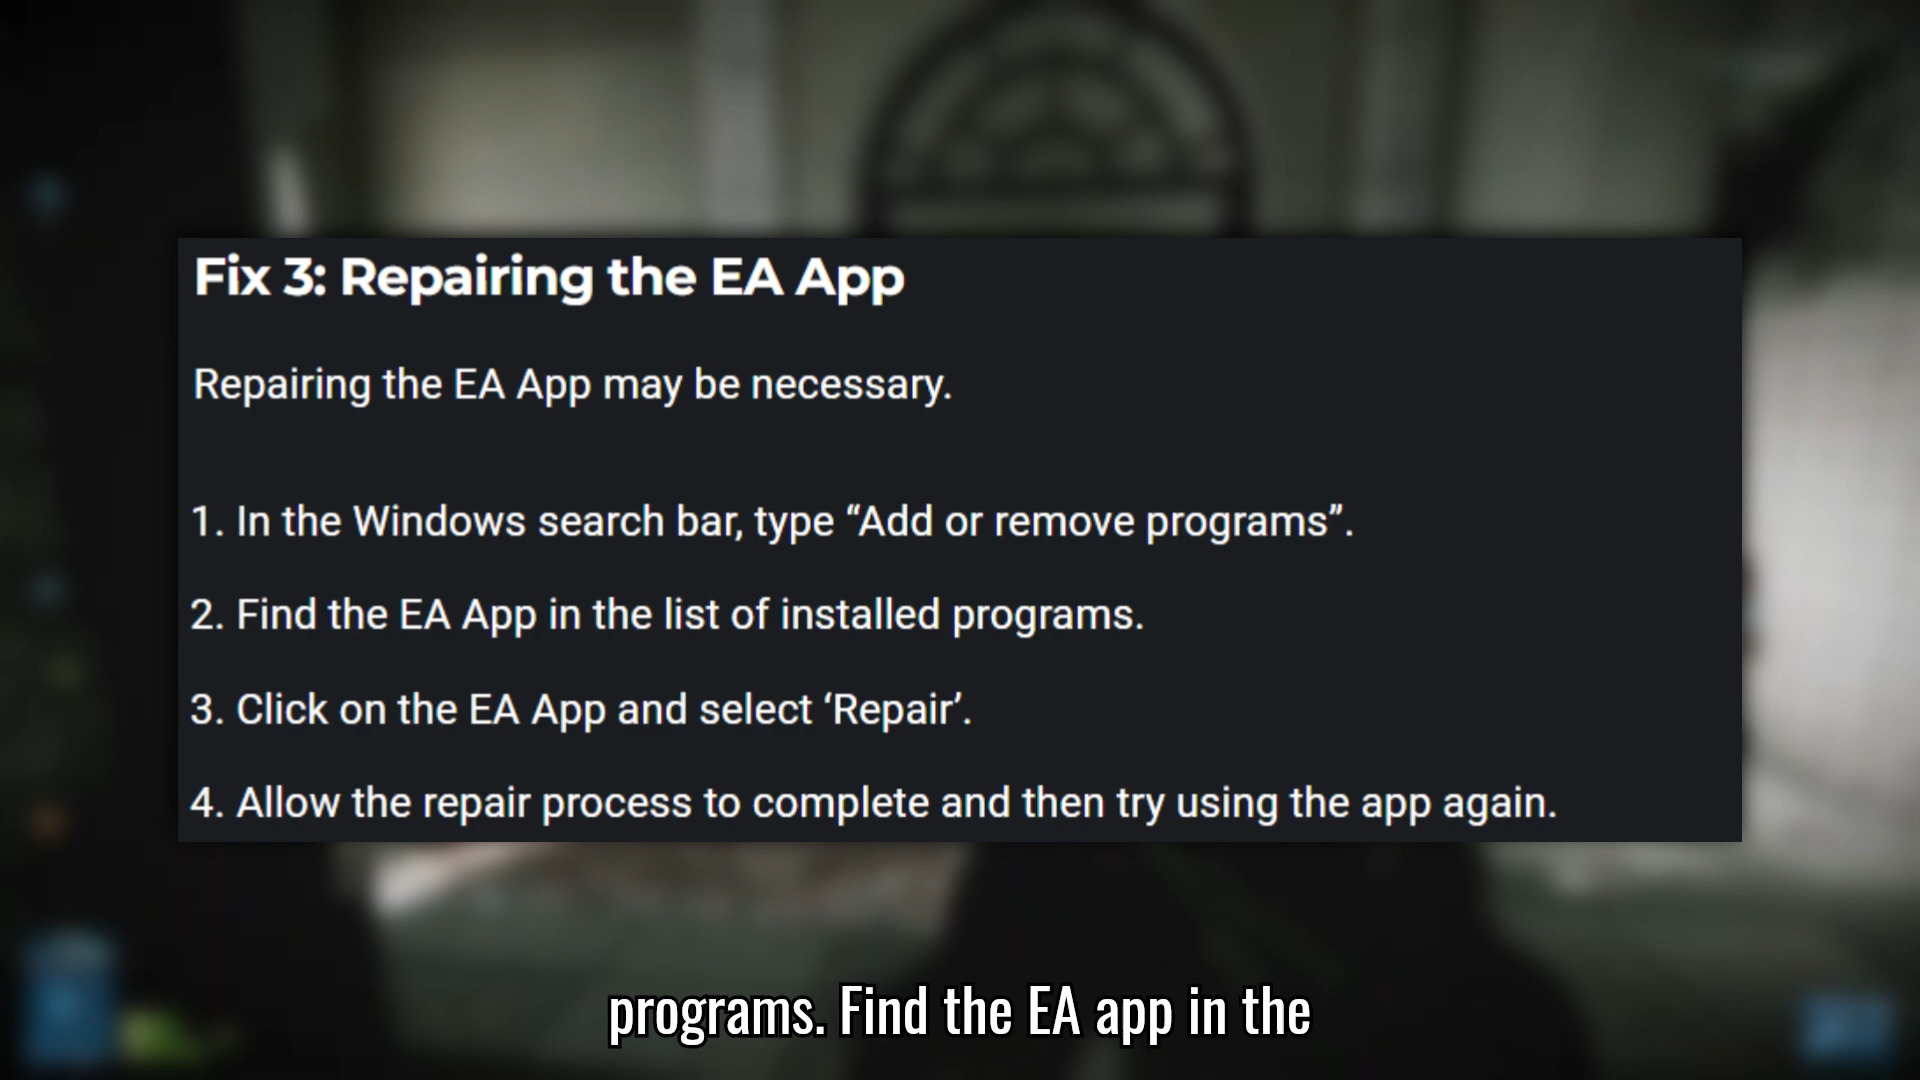 Fix 3: Repairing the EA App
Repairing the EA App may be necessary.
1. In the Windows search bar, type “Add or remove programs”.
2. Find the EA App in the list of installed programs.
3. Click on the EA App and select ‘Repair’.
4. Allow the repair process to complete and then try using the app again.
programs. Find the EA app in the